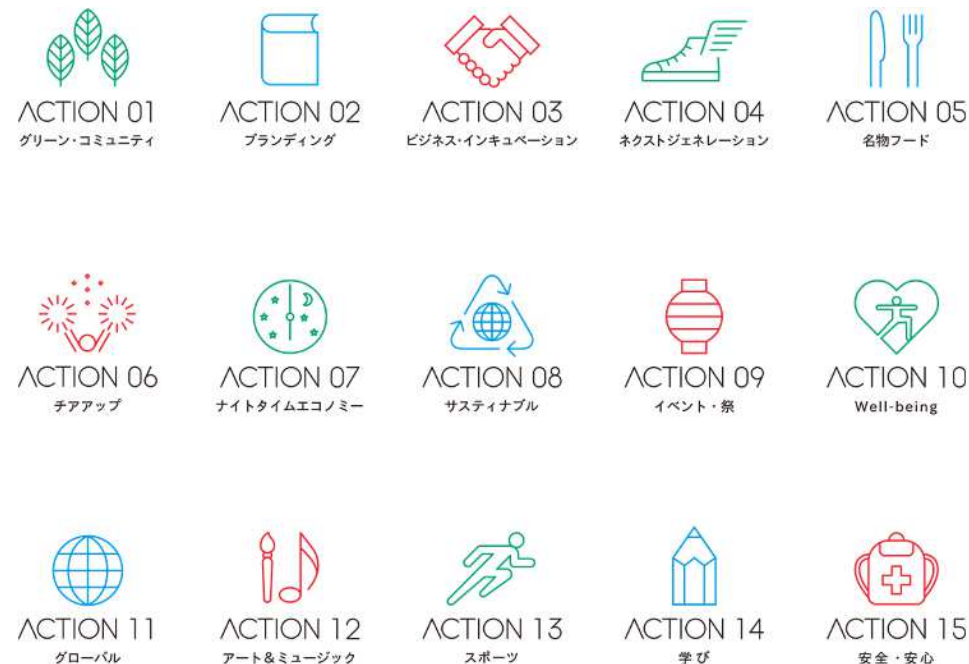 ACTION 01
グリーン・コミュニティ
ACTION 02
ブランディング
ACTION 03
ビジネス・インキュベーション
ACTION 04
ネクストジェネレーション
ACTION 05
名物フード
ACTION 06
チアアップ
ACTION 07
ナイトタイムエコノミー
ACTION 08
サスティナブル
ACTION 09
イベント・祭
ACTION 10
Well-being
ACTION 11
グローバル
ACTION 12
アート&ミュージック
ACTION 13
スポーツ
ACTION 14
学び
ACTION 15
安全・安心